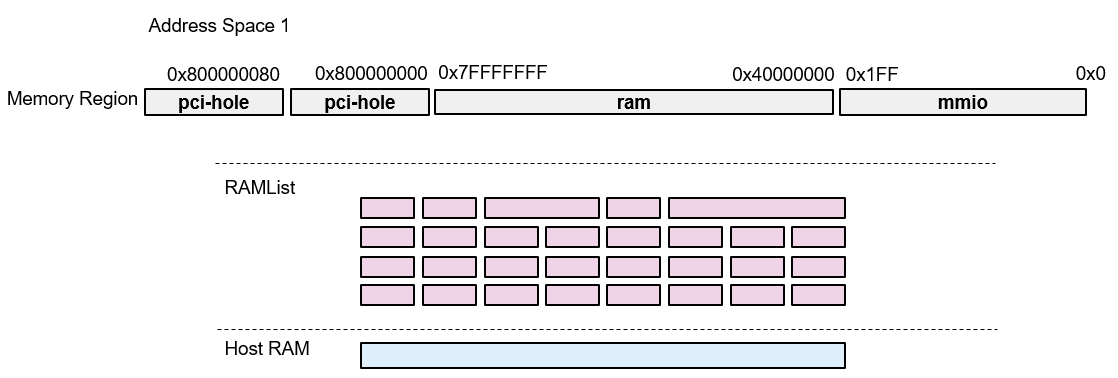 Address Space 1
0x800000080 0x800000000 0x7FFFFFFF 0x40000000 0x1FF 0x0
Memory Region pci-hole pci-hole ram mmio
RAMList
Host RAM